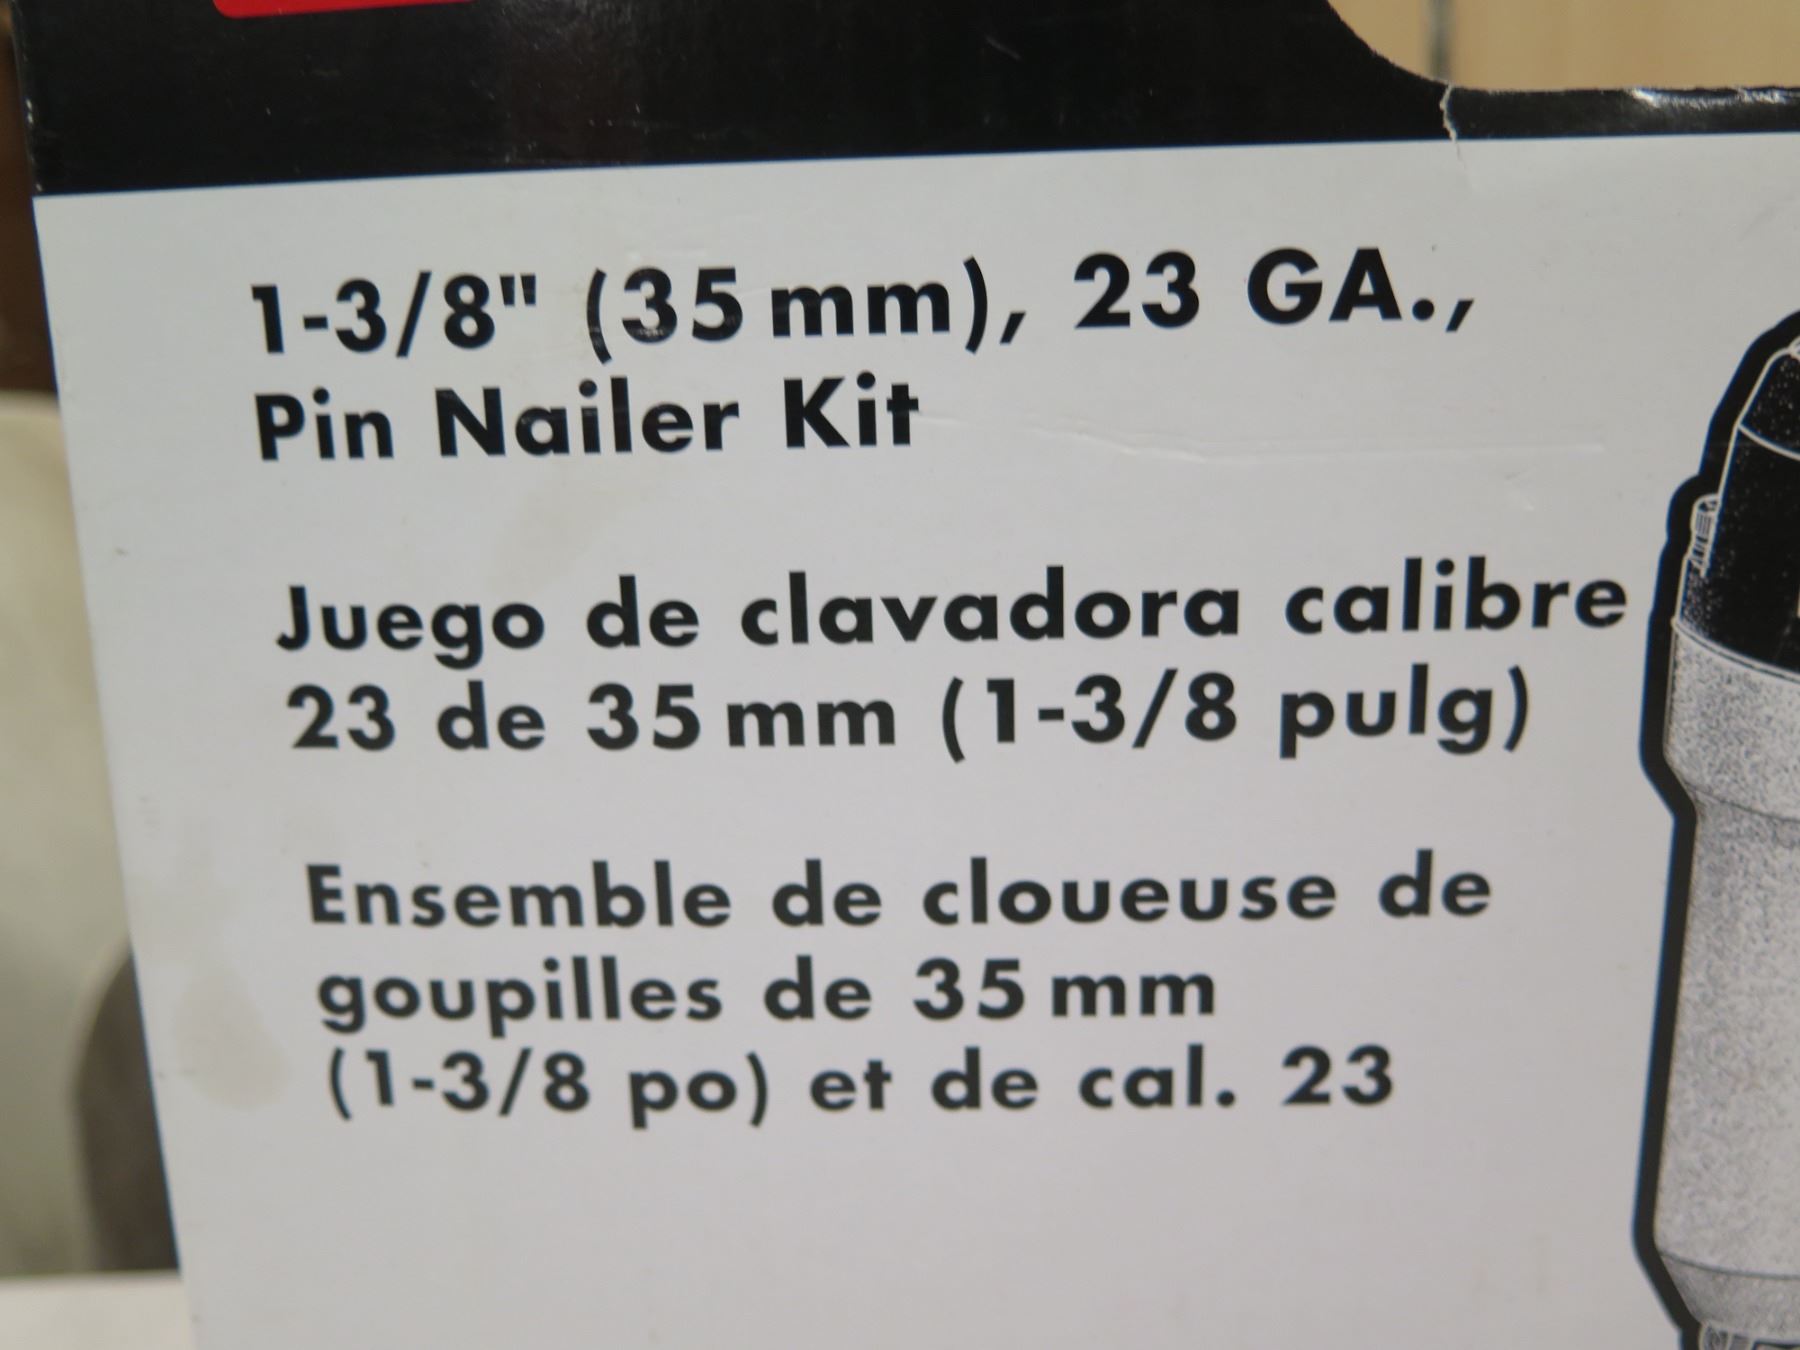 1-3/8" (35 mm), 23 GA.,
Pin Nailer Kit
Juego de clavadora calibre
23 de 35 mm (1-3/8 pulg)
Ensemble de cloueuse de
goupilles de 35 mm
(1-3/8 po) et de cal. 23